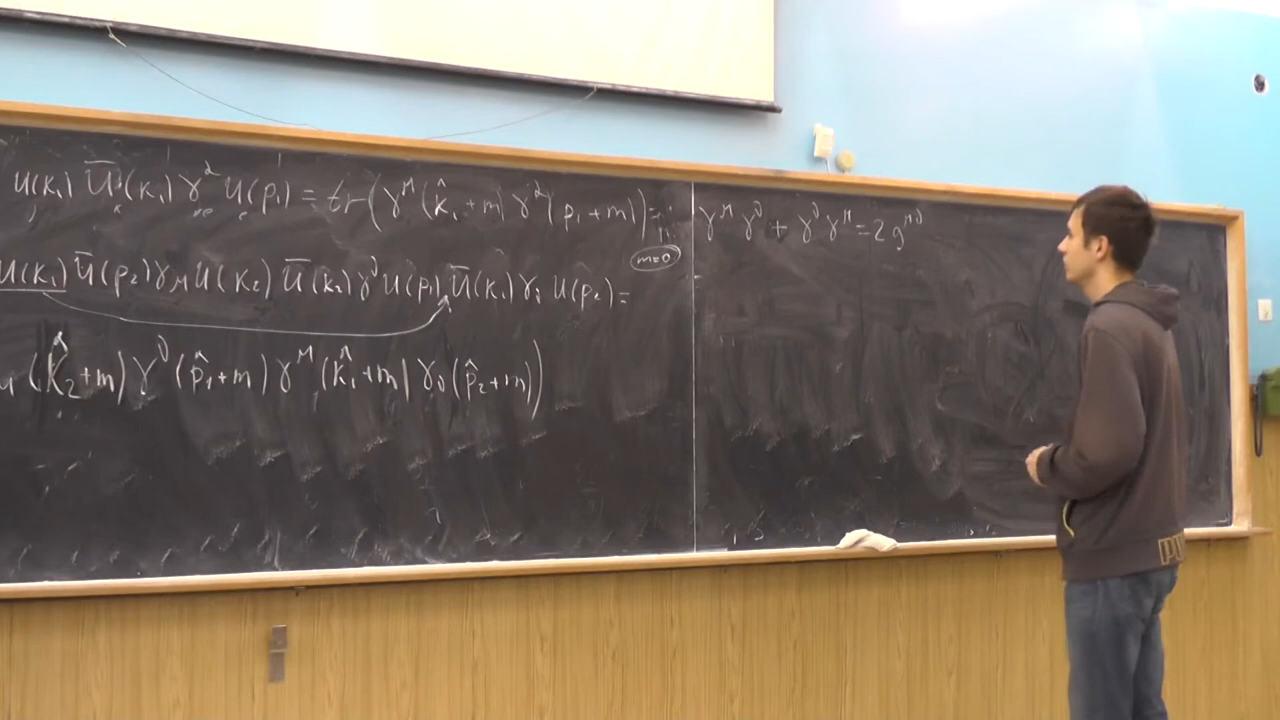 u(k₁) ū(k₁) γ^ν u(p₁) = tr(γ^μ (k̂₁ + m) γ^ν (p₁ + m)) =
m=0
u(k₁) ū(p₂) γ_μ u(k₂) ū(k₂) γ^ν u(p₁) ū(k₁) γ_ν u(p₂) =
(k̂₂ + m) γ^ν (p̂₁ + m) γ^μ (k̂₁ + m) γ_ν (p̂₂ + m))
γ^μ γ^ν + γ^ν γ^μ = 2 g^{μν}